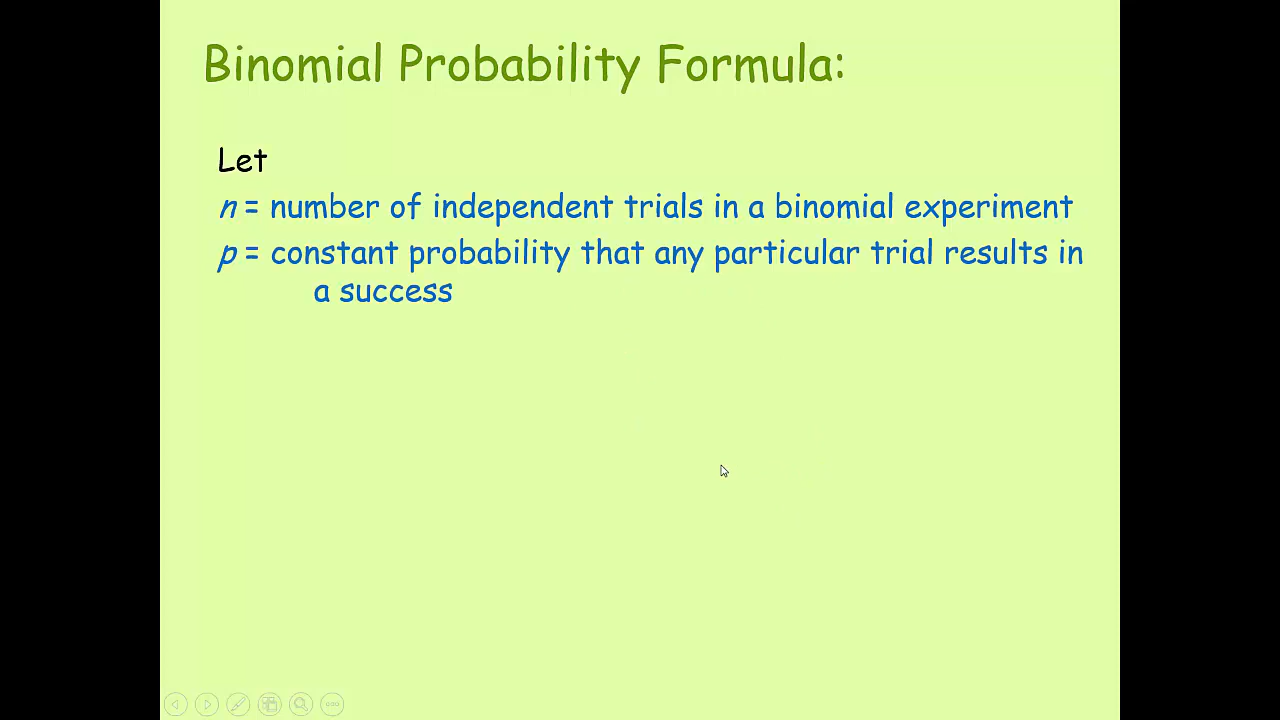 Binomial Probability Formula:
Let
n = number of independent trials in a binomial experiment
p = constant probability that any particular trial results in
a success